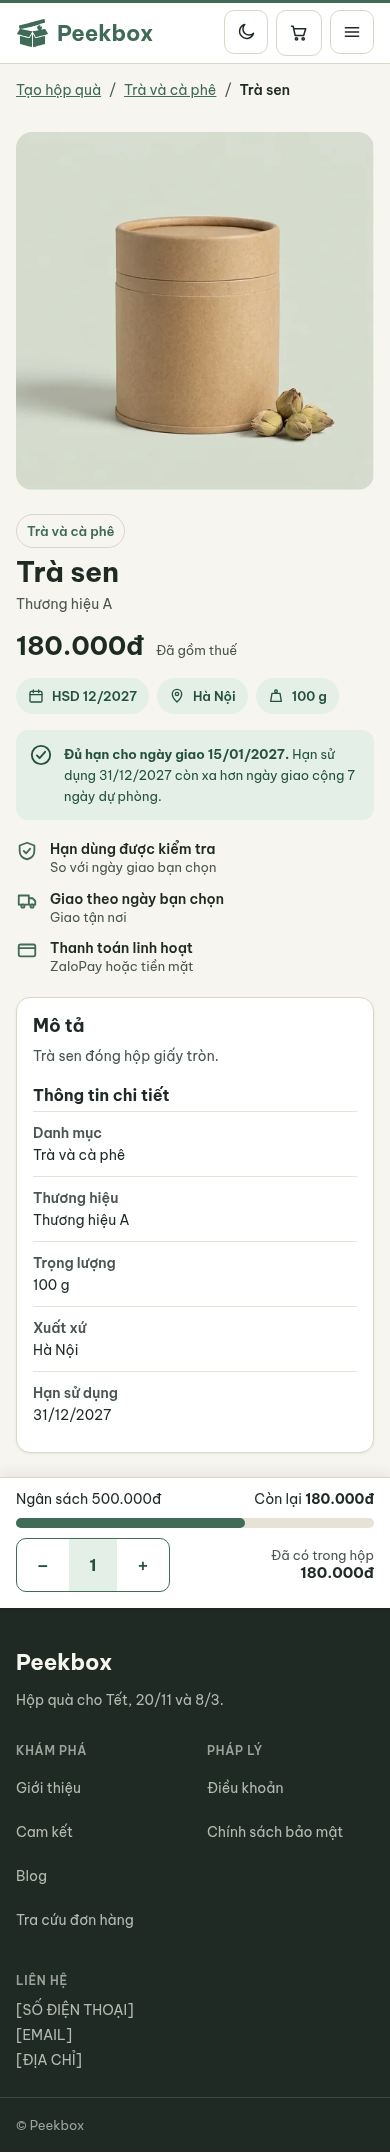 Peekbox
Tạo hộp quà / Trà và cà phê / Trà sen
Trà và cà phê
Trà sen
Thương hiệu A
180.000đ Đã gồm thuế
HSD 12/2027 Hà Nội 100 g
Đủ hạn cho ngày giao 15/01/2027. Hạn sử
dụng 31/12/2027 còn xa hơn ngày giao cộng 7
ngày dự phòng.
Hạn dùng được kiểm tra
So với ngày giao bạn chọn
Giao theo ngày bạn chọn
Giao tận nơi
Thanh toán linh hoạt
ZaloPay hoặc tiền mặt
Mô tả
Trà sen đóng hộp giấy tròn.
Thông tin chi tiết
Danh mục
Trà và cà phê
Thương hiệu
Thương hiệu A
Trọng lượng
100 g
Xuất xứ
Hà Nội
Hạn sử dụng
31/12/2027
Ngân sách 500.000đ Còn lại 180.000đ
− 1 +
Đã có trong hộp
180.000đ
Peekbox
Hộp quà cho Tết, 20/11 và 8/3.
KHÁM PHÁ
Giới thiệu
Cam kết
Blog
Tra cứu đơn hàng
PHÁP LÝ
Điều khoản
Chính sách bảo mật
LIÊN HỆ
[SỐ ĐIỆN THOẠI]
[EMAIL]
[ĐỊA CHỈ]
© Peekbox